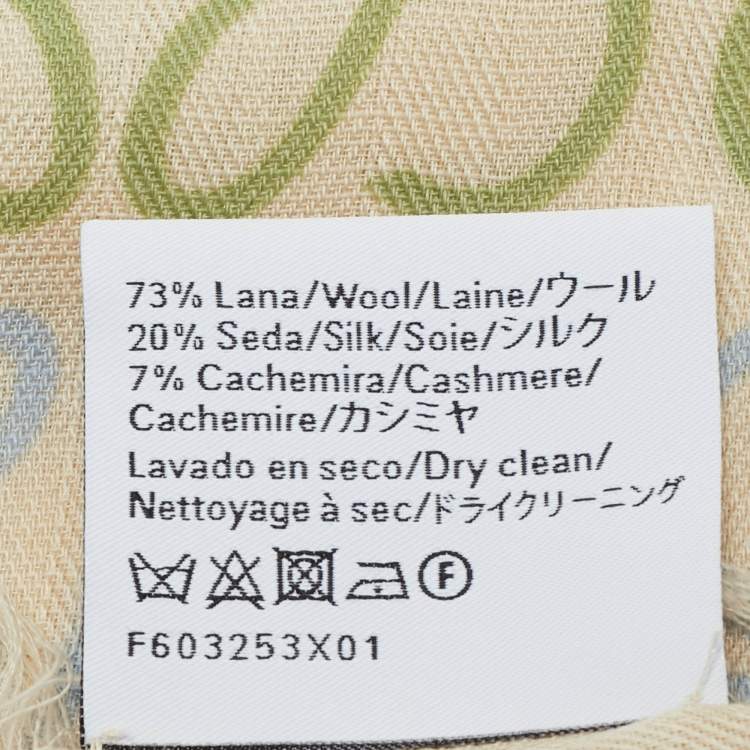 73% Lana/Wool/Laine/ウール
20% Seda/Silk/Soie/シルク
7% Cachemira/Cashmere/
Cachemire/カシミヤ
Lavado en seco/Dry clean/
Nettoyage à sec/ドライクリーニング
F
F603253X01